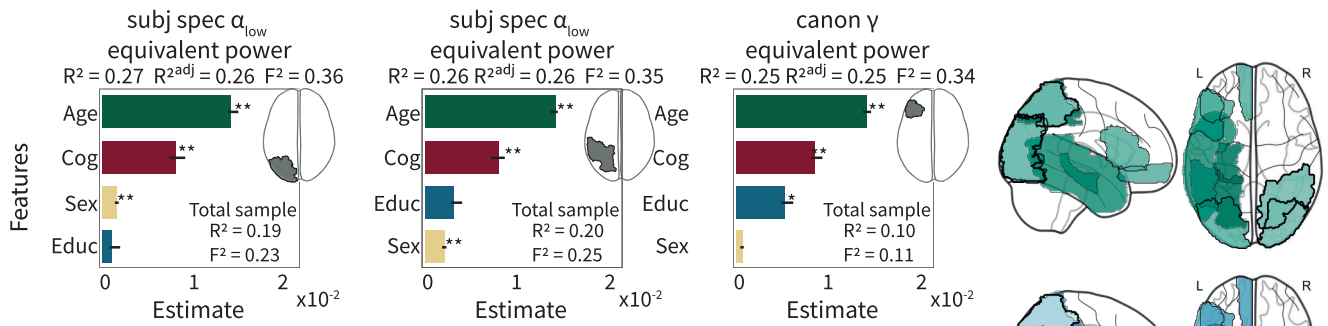 subj spec αlow
equivalent power
R² = 0.27 R²adj = 0.26 F² = 0.36
Features
Age
**
Cog
**
Sex
**
Educ
Total sample
R² = 0.19
F² = 0.23
0 1 2
x10-2
Estimate
subj spec αlow
equivalent power
R² = 0.26 R²adj = 0.26 F² = 0.35
Age
**
Cog
**
Educ
Sex
**
Total sample
R² = 0.20
F² = 0.25
0 1 2
x10-2
Estimate
canon γ
equivalent power
R² = 0.25 R²adj = 0.25 F² = 0.34
Age
**
Cog
**
Educ
*
Sex
Total sample
R² = 0.10
F² = 0.11
0 1 2
x10-2
Estimate
L R
L R